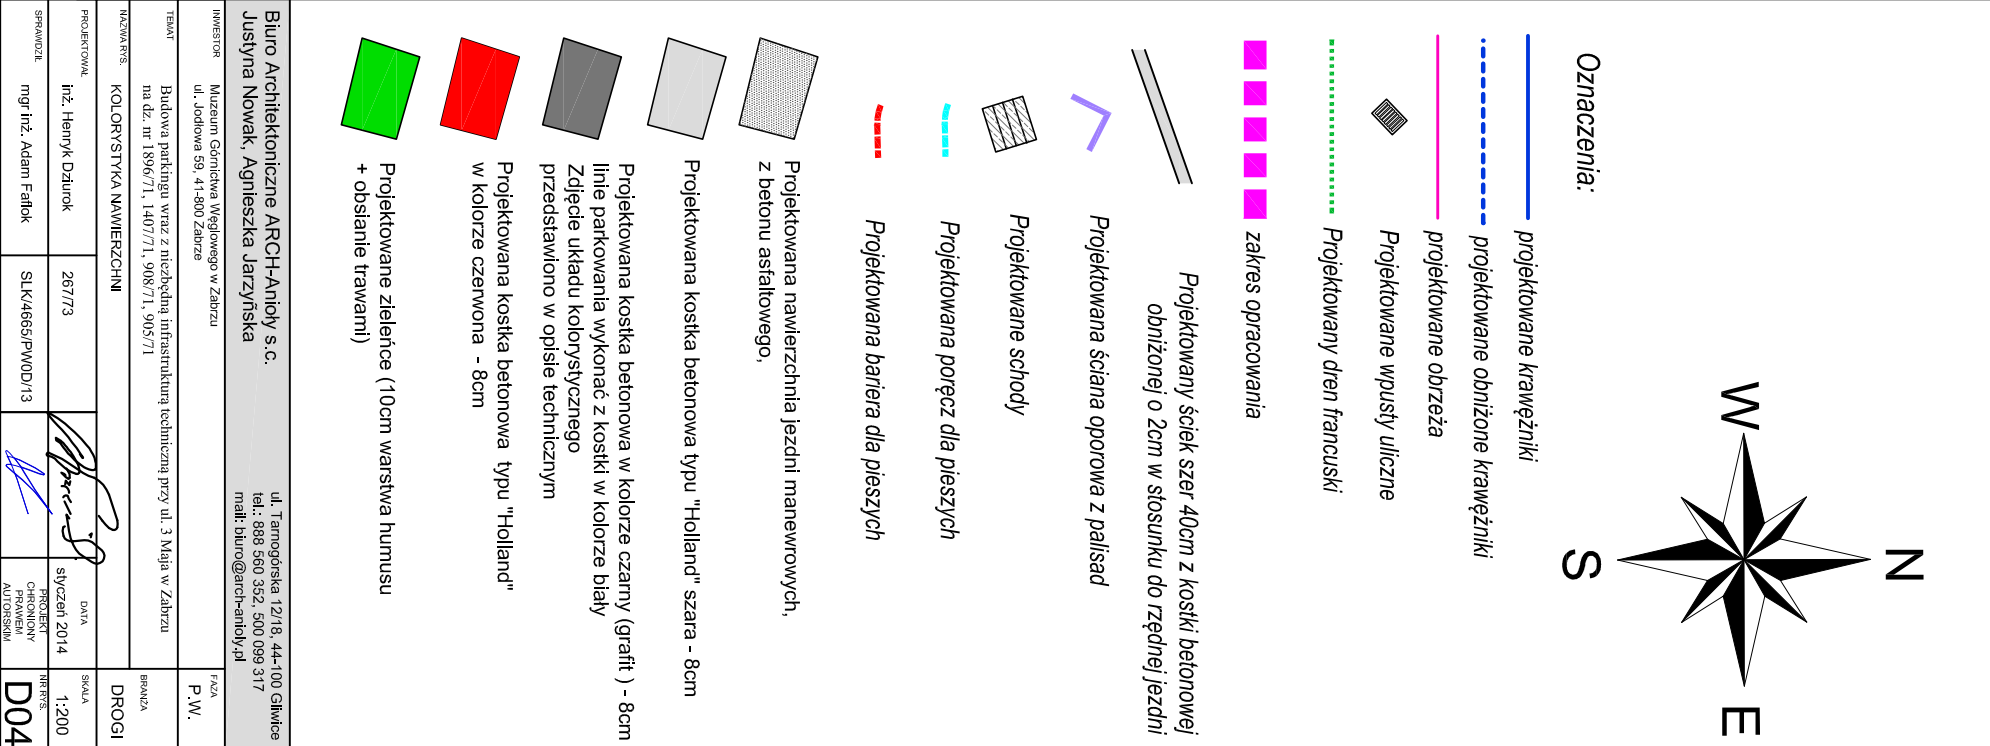 N
W
E
S
Oznaczenia:
projektowane krawężniki
projektowane obniżone krawężniki
projektowane obrzeża
Projektowane wpusty uliczne
Projektowany dren francuski
zakres opracowania
Projektowany ściek szer 40cm z kostki betonowej
obniżonej o 2cm w stosunku do rzędnej jezdni
Projektowana ściana oporowa z palisad
Projektowane schody
Projektowana poręcz dla pieszych
Projektowana bariera dla pieszych
Projektowana nawierzchnia jezdni manewrowych,
z betonu asfaltowego,
Projektowana kostka betonowa typu "Holland" szara - 8cm
Projektowana kostka betonowa w kolorze czarny (grafit ) - 8cm
linie parkowania wykonać z kostki w kolorze biały
Zdjęcie układu kolorystycznego
przedstawiono w opisie technicznym
Projektowana kostka betonowa typu "Holland"
w kolorze czerwona - 8cm
Projektowane zieleńce (10cm warstwa humusu
+ obsianie trawami)
Biuro Architektoniczne ARCH-Anioły s.c.
Justyna Nowak, Agnieszka Jarzyńska
ul. Tarnogórska 12/18, 44-100 Gliwice
tel.: 888 560 352, 500 099 317
mail: biuro@arch-anioly.pl
INWESTOR
Muzeum Górnictwa Węglowego w Zabrzu
ul. Jodłowa 59, 41-800 Zabrze
FAZA
P.W.
TEMAT
Budowa parkingu wraz z niezbędną infrastrukturą techniczną przy ul. 3 Maja w Zabrzu
na dz. nr 1896/71, 1407/71, 908/71, 905/71
BRANŻA
DROGI
NAZWA RYS.
KOLORYSTYKA NAWIERZCHNI
PROJEKTOWAŁ
inż. Henryk Dziurok
267/73
DATA
styczeń 2014
SKALA
1:200
SPRAWDZIŁ
mgr inż. Adam Fafłok
SLK/4665/PW0D/13
PROJEKT
CHRONIONY
PRAWEM
AUTORSKIM
NR RYS.
D04